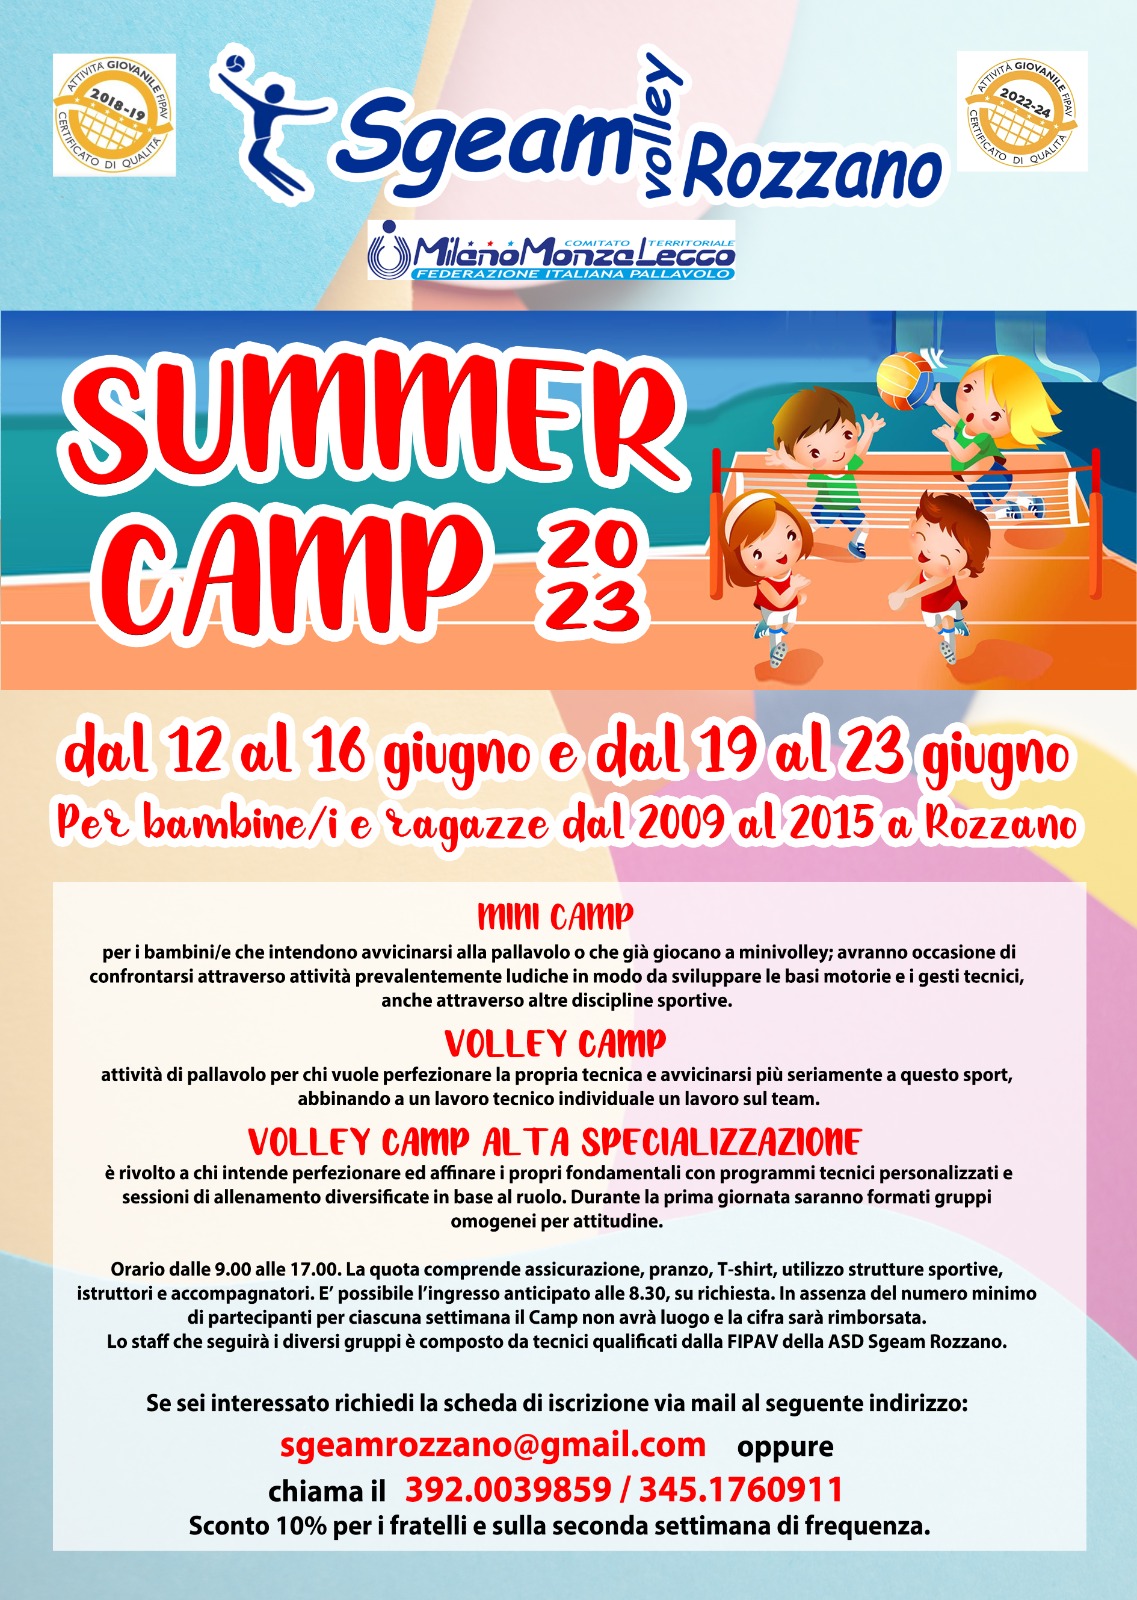 ATTIVITÀ GIOVANILE FIPAV
2018-19
CERTIFICATO DI QUALITÀ
Sgeam volley Rozzano
ATTIVITÀ GIOVANILE FIPAV
2022-24
CERTIFICATO DI QUALITÀ
COMITATO TERRITORIALE
MilanoMonzaLecco
FEDERAZIONE ITALIANA PALLAVOLO
SUMMER
CAMP 20
23
dal 12 al 16 giugno e dal 19 al 23 giugno
Per bambine/i e ragazze dal 2009 al 2015 a Rozzano
MINI CAMP
per i bambini/e che intendono avvicinarsi alla pallavolo o che già giocano a minivolley; avranno occasione di
confrontarsi attraverso attività prevalentemente ludiche in modo da sviluppare le basi motorie e i gesti tecnici,
anche attraverso altre discipline sportive.
VOLLEY CAMP
attività di pallavolo per chi vuole perfezionare la propria tecnica e avvicinarsi più seriamente a questo sport,
abbinando a un lavoro tecnico individuale un lavoro sul team.
VOLLEY CAMP ALTA SPECIALIZZAZIONE
è rivolto a chi intende perfezionare ed affinare i propri fondamentali con programmi tecnici personalizzati e
sessioni di allenamento diversificate in base al ruolo. Durante la prima giornata saranno formati gruppi
omogenei per attitudine.
Orario dalle 9.00 alle 17.00. La quota comprende assicurazione, pranzo, T-shirt, utilizzo strutture sportive,
istruttori e accompagnatori. E’ possibile l’ingresso anticipato alle 8.30, su richiesta. In assenza del numero minimo
di partecipanti per ciascuna settimana il Camp non avrà luogo e la cifra sarà rimborsata.
Lo staff che seguirà i diversi gruppi è composto da tecnici qualificati dalla FIPAV della ASD Sgeam Rozzano.
Se sei interessato richiedi la scheda di iscrizione via mail al seguente indirizzo:
sgeamrozzano@gmail.com oppure
chiama il 392.0039859 / 345.1760911
Sconto 10% per i fratelli e sulla seconda settimana di frequenza.